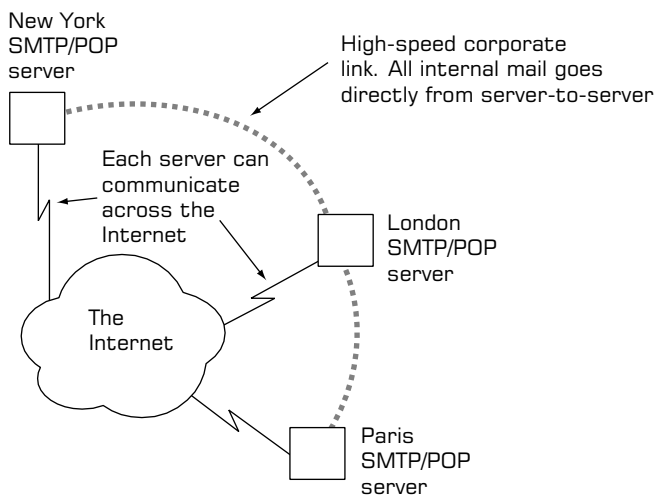 New York
SMTP/POP
server
High-speed corporate
link. All internal mail goes
directly from server-to-server
Each server can
communicate
across the
Internet
London
SMTP/POP
server
The
Internet
Paris
SMTP/POP
server